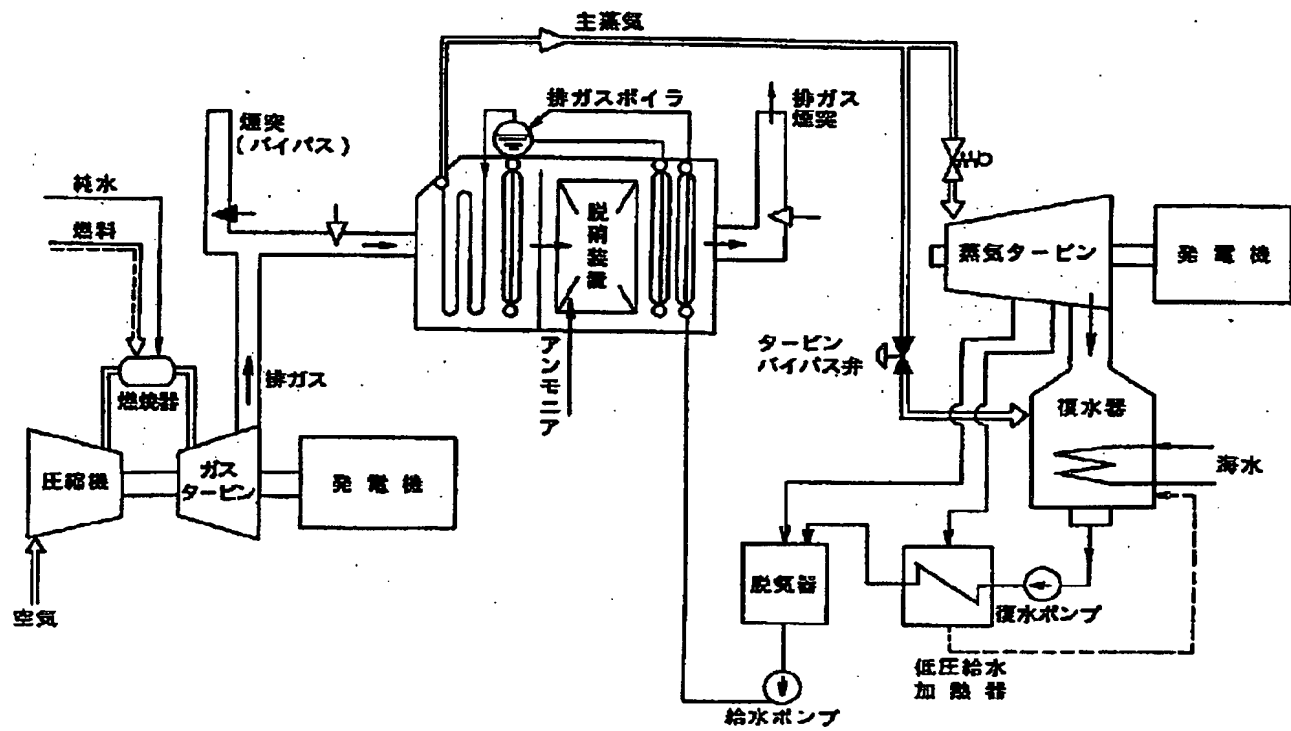 主蒸気
排ガスボイラ
排ガス
煙突
煙突
(バイパス)
純水
燃料
脱硝装置
蒸気タービン
発電機
タービン
バイパス弁
アンモニア
排ガス
燃焼器
復水器
海水
圧縮機
ガス
タービン
発電機
脱気器
復水ポンプ
空気
低圧給水
加熱器
給水ポンプ